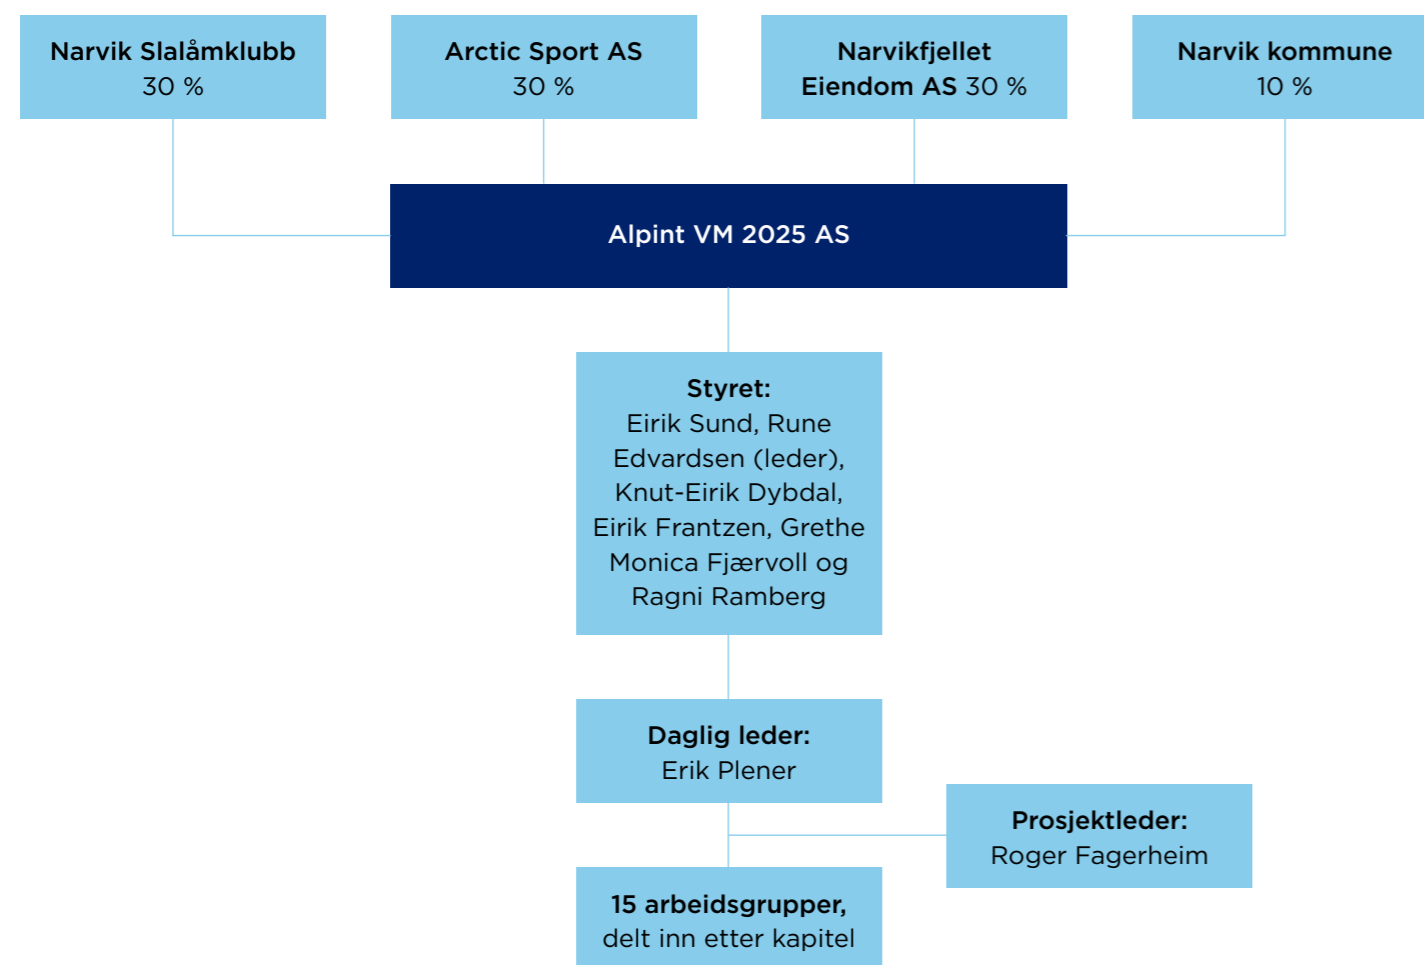 Narvik Slalåmklubb
30 %
Arctic Sport AS
30 %
Narvikfjellet
Eiendom AS 30 %
Narvik kommune
10 %
Alpint VM 2025 AS
Styret:
Eirik Sund, Rune
Edvardsen (leder),
Knut-Eirik Dybdal,
Eirik Frantzen, Grethe
Monica Fjærvoll og
Ragni Ramberg
Daglig leder:
Erik Plener
Prosjektleder:
Roger Fagerheim
15 arbeidsgrupper,
delt inn etter kapitel